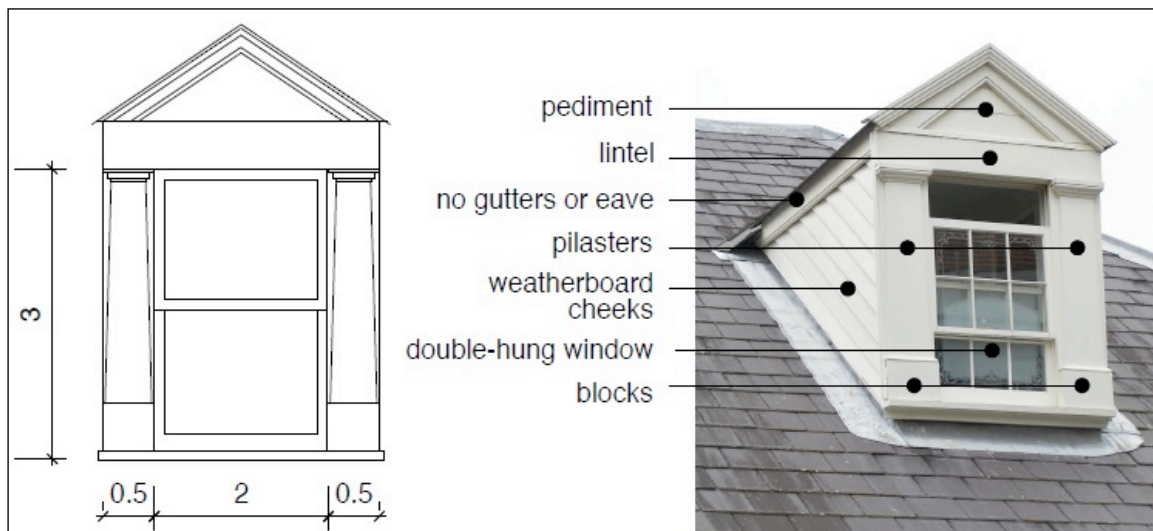 3
0.5 2 0.5
pediment
lintel
no gutters or eave
pilasters
weatherboard
cheeks
double-hung window
blocks